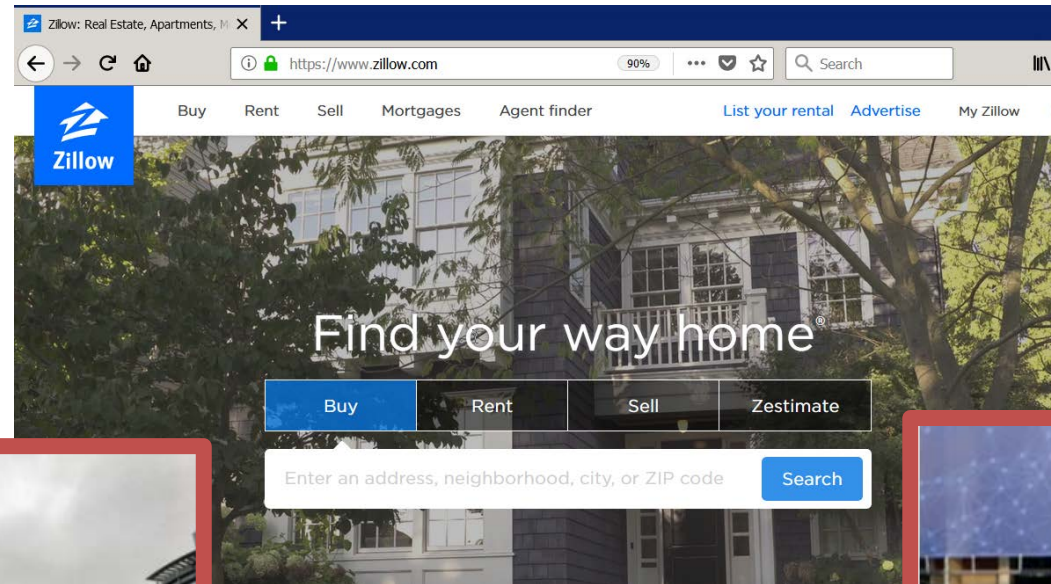 Zillow: Real Estate, Apartments, M
https://www.zillow.com
90%
Search
Zillow
Buy Rent Sell Mortgages Agent finder
List your rental Advertise My Zillow
Find your way home®
Buy Rent Sell Zestimate
Enter an address, neighborhood, city, or ZIP code
Search